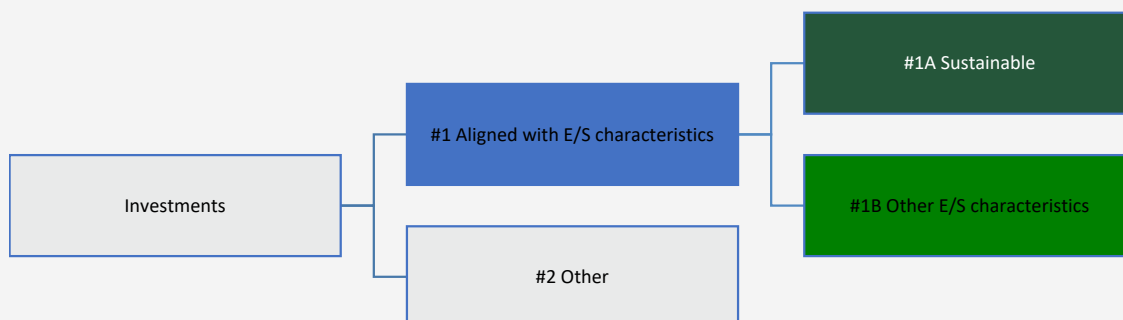 Investments
#1 Aligned with E/S characteristics
#2 Other
#1A Sustainable
#1B Other E/S characteristics